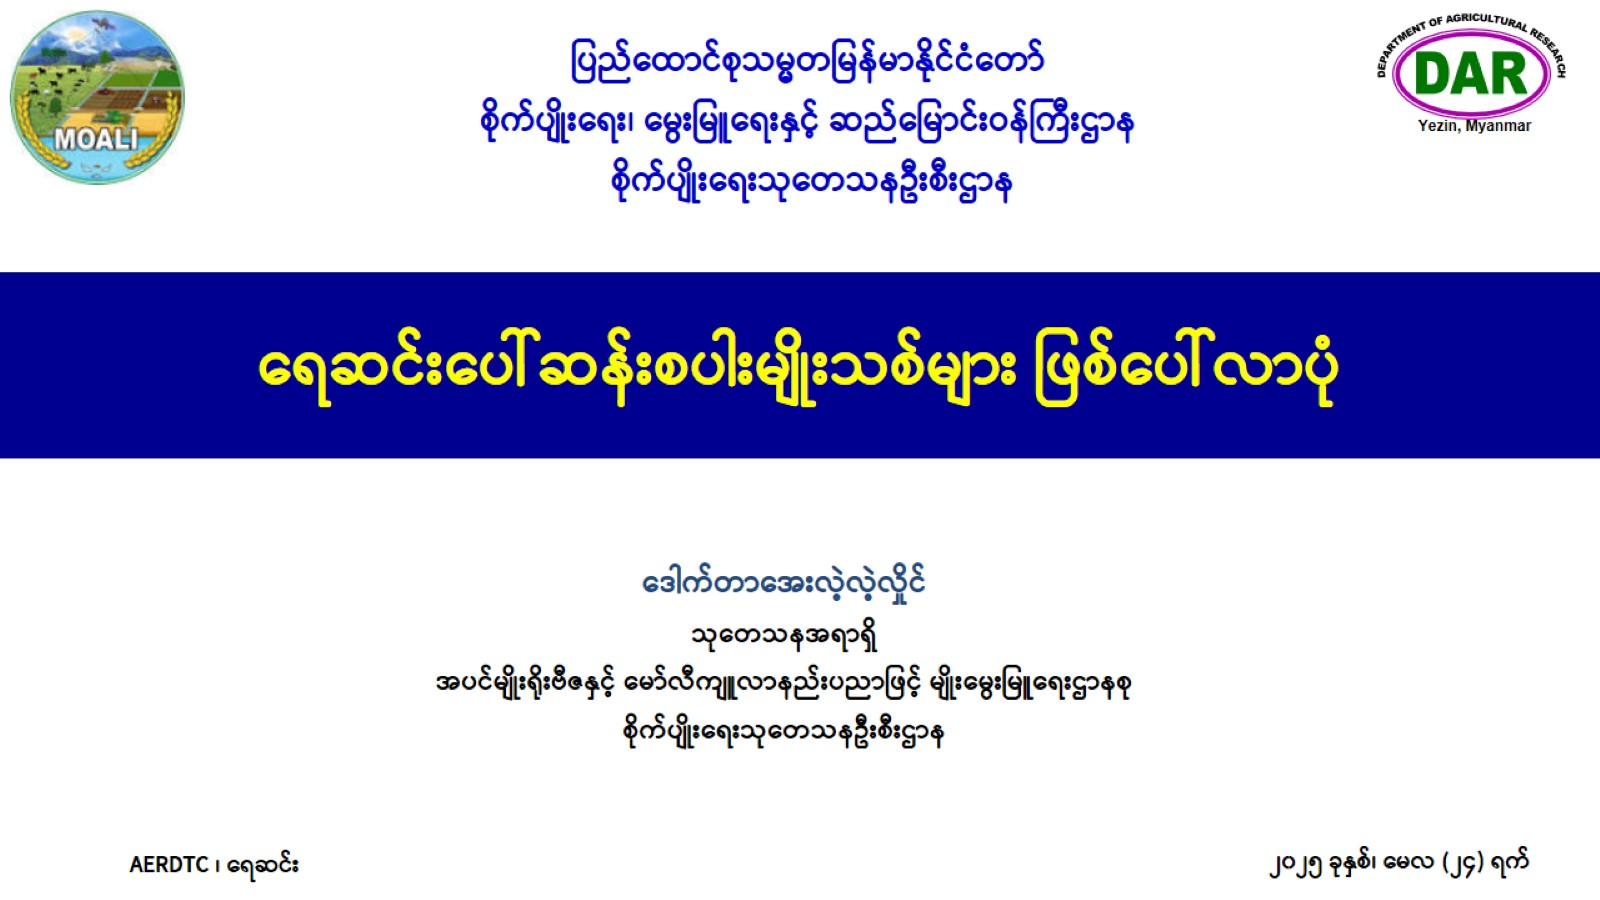 MOALI
DEPARTMENT OF AGRICULTURAL RESEARCH
DAR
Yezin, Myanmar
ပြည်ထောင်စုသမ္မတမြန်မာနိုင်ငံတော်
စိုက်ပျိုးရေး၊ မွေးမြူရေးနှင့် ဆည်မြောင်းဝန်ကြီးဌာန
စိုက်ပျိုးရေးသုတေသနဦးစီးဌာန
ရေဆင်းပေါ်ဆန်းစပါးမျိုးသစ်များ ဖြစ်ပေါ်လာပုံ
ဒေါက်တာအေးလဲ့လဲ့လှိုင်
သုတေသနအရာရှိ
အပင်မျိုးရိုးဗီဇနှင့် မော်လီကျူလာနည်းပညာဖြင့် မျိုးမွေးမြူရေးဌာနစု
စိုက်ပျိုးရေးသုတေသနဦးစီးဌာန
AERDTC ၊ ရေဆင်း
၂၀၂၅ ခုနှစ်၊ မေလ (၂၄) ရက်